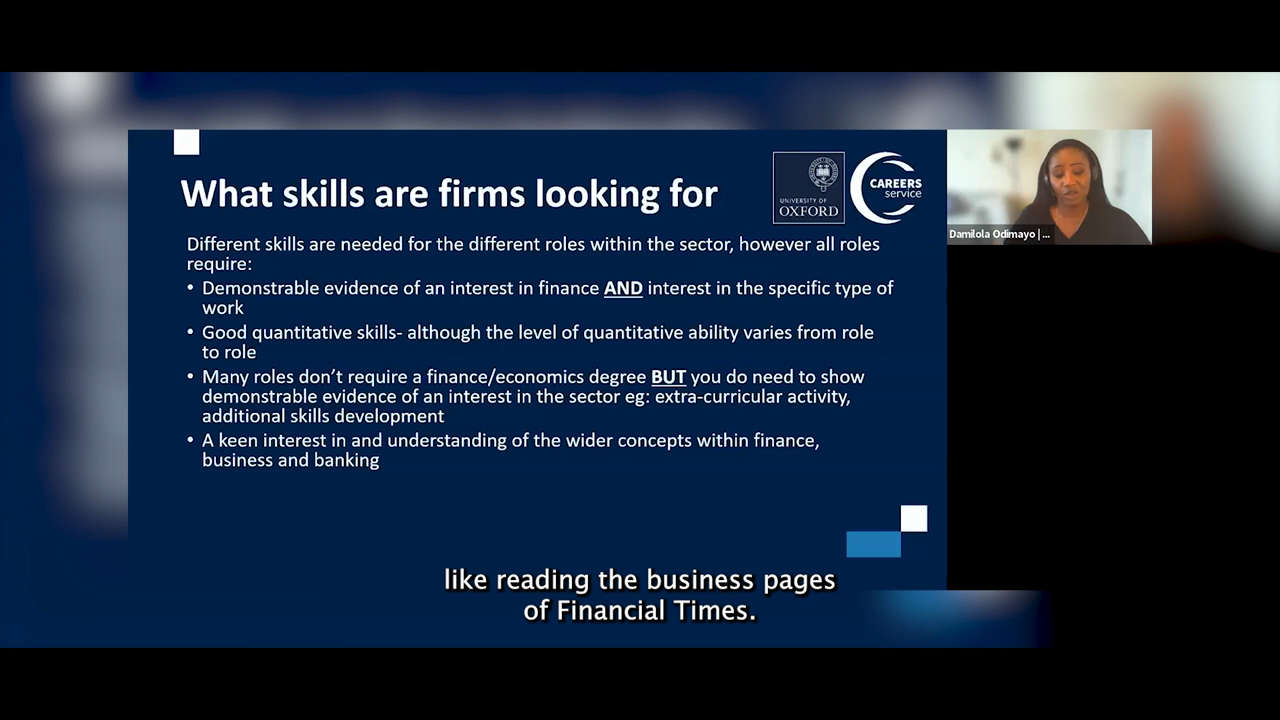 What skills are firms looking for
UNIVERSITY OF
OXFORD
CAREERS
service
Different skills are needed for the different roles within the sector, however all roles
require:
• Demonstrable evidence of an interest in finance AND interest in the specific type of
work
• Good quantitative skills- although the level of quantitative ability varies from role
to role
• Many roles don’t require a finance/economics degree BUT you do need to show
demonstrable evidence of an interest in the sector eg: extra-curricular activity,
additional skills development
• A keen interest in and understanding of the wider concepts within finance,
business and banking
Damilola Odimayo | ...
like reading the business pages
of Financial Times.